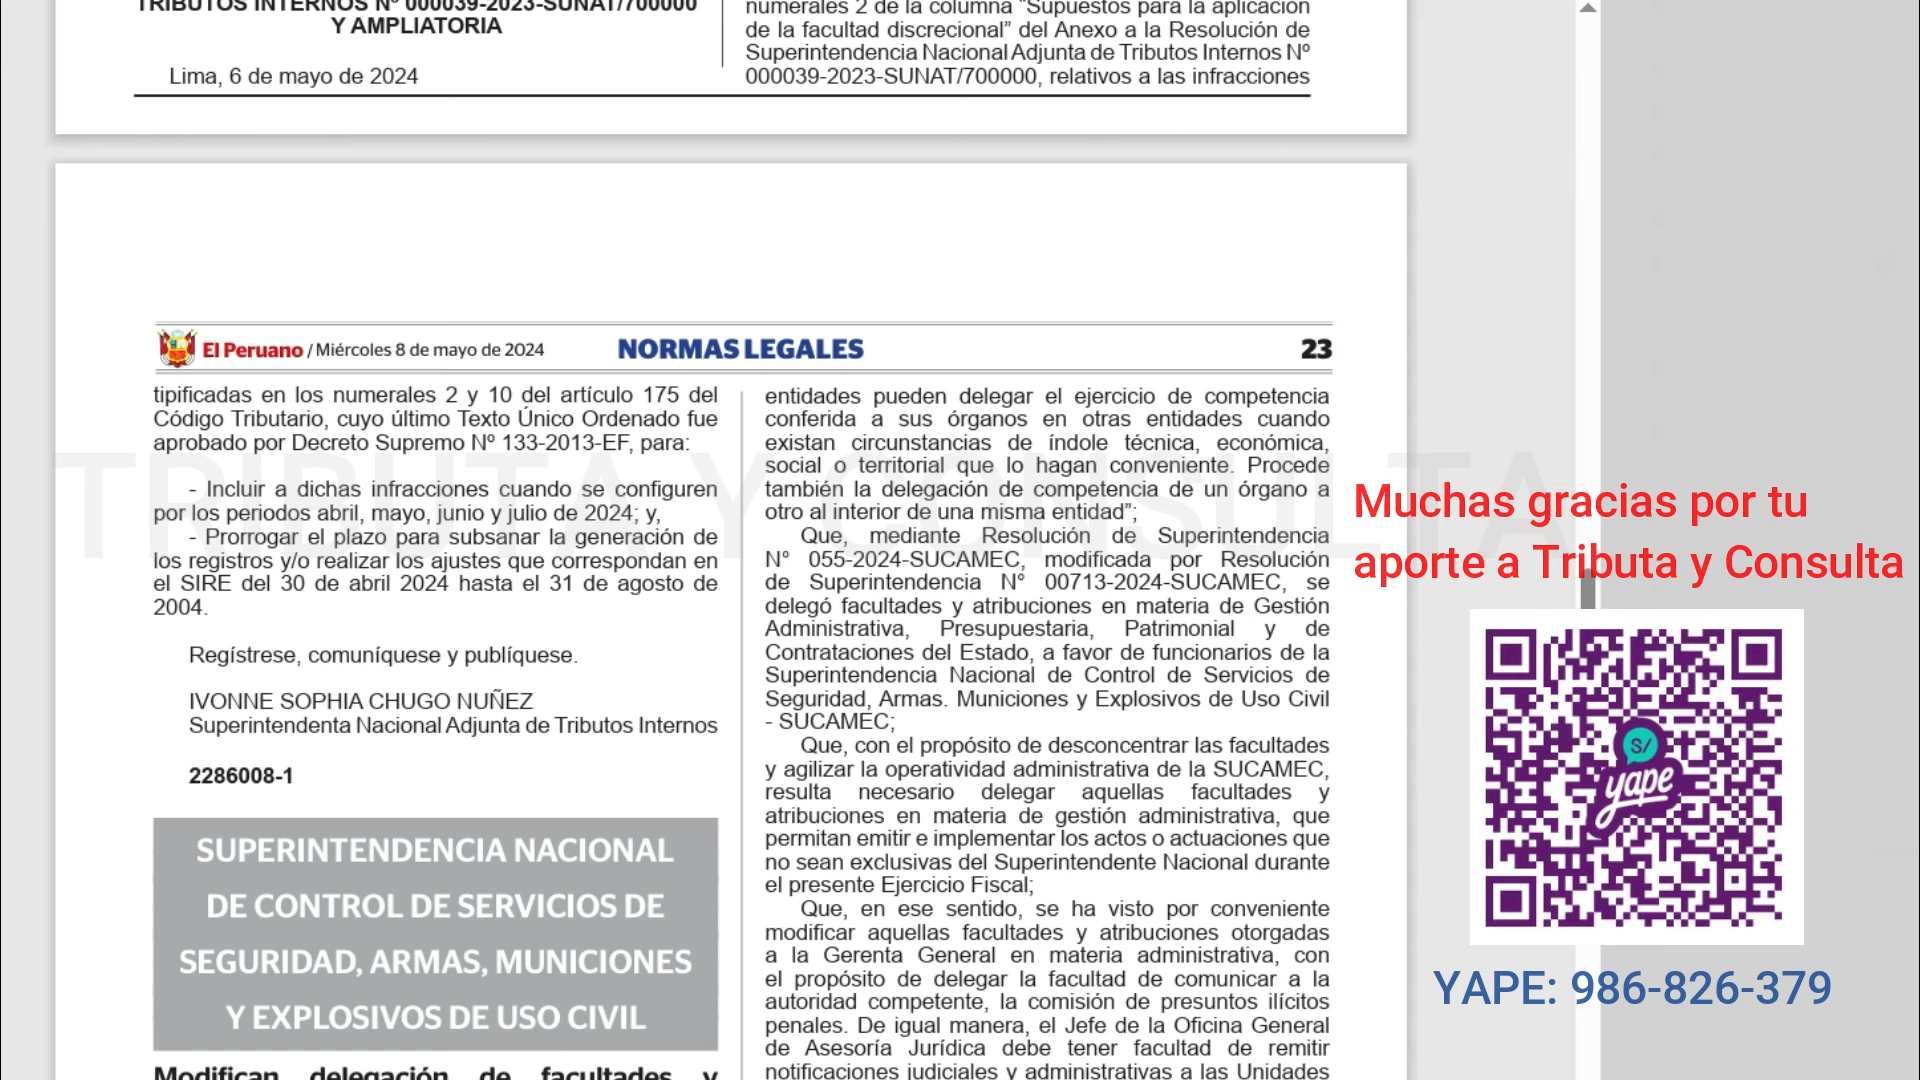 TRIBUTOS INTERNOS Nº 000039-2023-SUNAT/700000
Y AMPLIATORIA
Lima, 6 de mayo de 2024
numerales 2 de la columna “Supuestos para la aplicación
de la facultad discrecional” del Anexo a la Resolución de
Superintendencia Nacional Adjunta de Tributos Internos Nº
000039-2023-SUNAT/700000, relativos a las infracciones
El Peruano / Miércoles 8 de mayo de 2024
NORMAS LEGALES
23
tipificadas en los numerales 2 y 10 del artículo 175 del
Código Tributario, cuyo último Texto Único Ordenado fue
aprobado por Decreto Supremo Nº 133-2013-EF, para:
- Incluir a dichas infracciones cuando se configuren
por los periodos abril, mayo, junio y julio de 2024; y,
- Prorrogar el plazo para subsanar la generación de
los registros y/o realizar los ajustes que correspondan en
el SIRE del 30 de abril 2024 hasta el 31 de agosto de
2004.
Regístrese, comuníquese y publíquese.
IVONNE SOPHIA CHUGO NUÑEZ
Superintendenta Nacional Adjunta de Tributos Internos
2286008-1
SUPERINTENDENCIA NACIONAL
DE CONTROL DE SERVICIOS DE
SEGURIDAD, ARMAS, MUNICIONES
Y EXPLOSIVOS DE USO CIVIL
Modifican delegación de facultades y
entidades pueden delegar el ejercicio de competencia
conferida a sus órganos en otras entidades cuando
existan circunstancias de índole técnica, económica,
social o territorial que lo hagan conveniente. Procede
también la delegación de competencia de un órgano a
otro al interior de una misma entidad”;
Que, mediante Resolución de Superintendencia
N° 055-2024-SUCAMEC, modificada por Resolución
de Superintendencia N° 00713-2024-SUCAMEC, se
delegó facultades y atribuciones en materia de Gestión
Administrativa, Presupuestaria, Patrimonial y de
Contrataciones del Estado, a favor de funcionarios de la
Superintendencia Nacional de Control de Servicios de
Seguridad, Armas. Municiones y Explosivos de Uso Civil
- SUCAMEC;
Que, con el propósito de desconcentrar las facultades
y agilizar la operatividad administrativa de la SUCAMEC,
resulta necesario delegar aquellas facultades y
atribuciones en materia de gestión administrativa, que
permitan emitir e implementar los actos o actuaciones que
no sean exclusivas del Superintendente Nacional durante
el presente Ejercicio Fiscal;
Que, en ese sentido, se ha visto por conveniente
modificar aquellas facultades y atribuciones otorgadas
a la Gerenta General en materia administrativa, con
el propósito de delegar la facultad de comunicar a la
autoridad competente, la comisión de presuntos ilícitos
penales. De igual manera, el Jefe de la Oficina General
de Asesoría Jurídica debe tener facultad de remitir
notificaciones judiciales y administrativas a las Unidades
TRIBUTA Y CONSULTA
Muchas gracias por tu
aporte a Tributa y Consulta
S/
yape
YAPE: 986-826-379